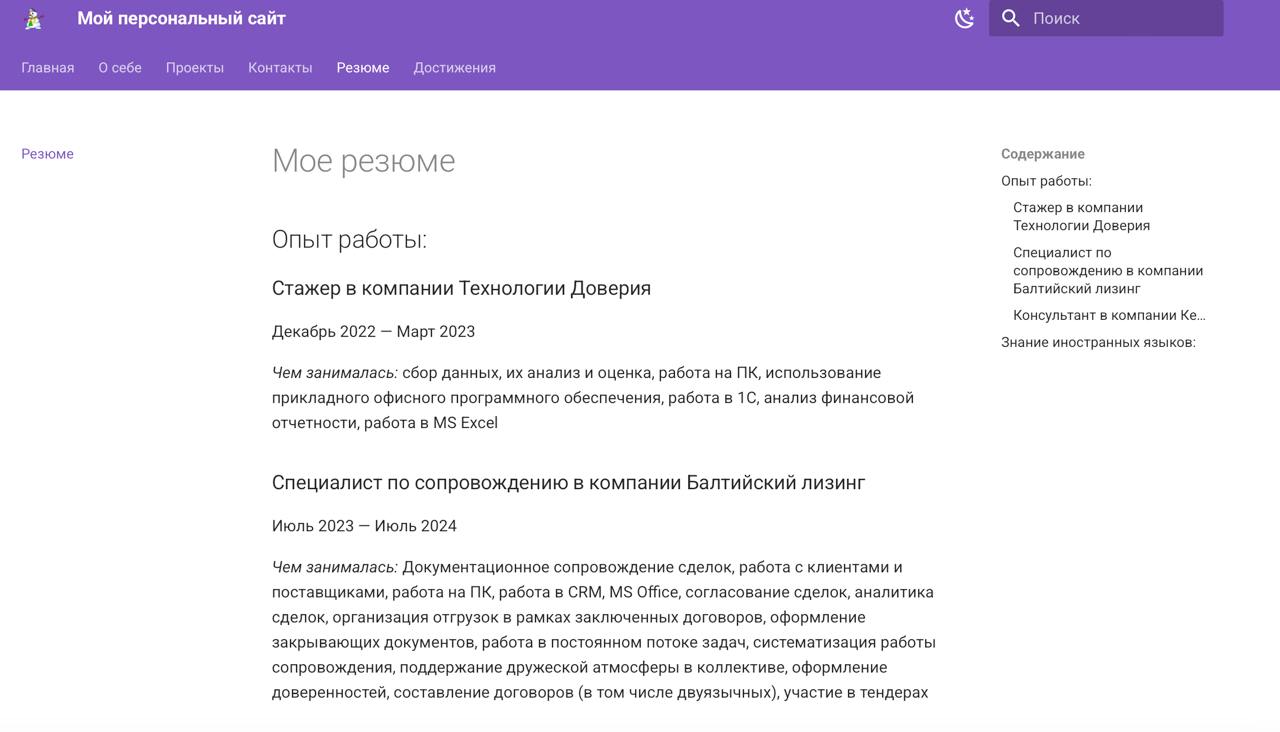 Мой персональный сайт
Поиск
Главная О себе Проекты Контакты Резюме Достижения
Резюме
Мое резюме
Опыт работы:
Стажер в компании Технологии Доверия
Декабрь 2022 — Март 2023
Чем занималась: сбор данных, их анализ и оценка, работа на ПК, использование
прикладного офисного программного обеспечения, работа в 1С, анализ финансовой
отчетности, работа в MS Excel
Специалист по сопровождению в компании Балтийский лизинг
Июль 2023 — Июль 2024
Чем занималась: Документационное сопровождение сделок, работа с клиентами и
поставщиками, работа на ПК, работа в CRM, MS Office, согласование сделок, аналитика
сделок, организация отгрузок в рамках заключенных договоров, оформление
закрывающих документов, работа в постоянном потоке задач, систематизация работы
сопровождения, поддержание дружеской атмосферы в коллективе, оформление
доверенностей, составление договоров (в том числе двуязычных), участие в тендерах
Содержание
Опыт работы:
Стажер в компании
Технологии Доверия
Специалист по
сопровождению в компании
Балтийский лизинг
Консультант в компании Ке...
Знание иностранных языков: